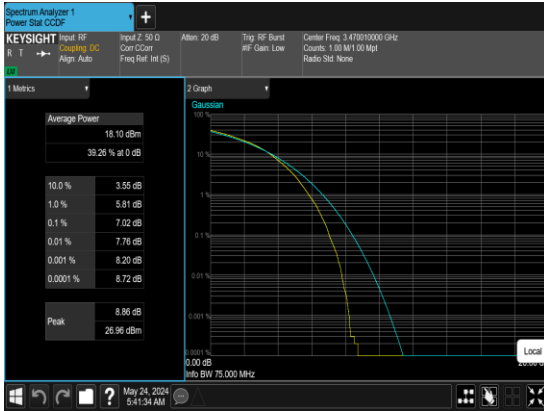 Spectrum Analyzer 1
Power Stat CCDF
+
KEYSIGHT
R T
Input: RF
Coupling: DC
Align: Auto
Input Z: 50 Ω
Corr CCorr
Freq Ref: Int (S)
Atten: 20 dB
Trig: RF Burst
#IF Gain: Low
Center Freq: 3.470010000 GHz
Counts: 1.00 M/1.00 Mpt
Radio Std: None
1 Metrics
Average Power
18.10 dBm
39.26 % at 0 dB
10.0 % 3.55 dB
1.0 % 5.81 dB
0.1 % 7.02 dB
0.01 % 7.76 dB
0.001 % 8.20 dB
0.0001 % 8.72 dB
Peak
8.86 dB
26.96 dBm
2 Graph
Gaussian
100 %
10 %
1 %
0.1 %
0.01 %
0.001 %
0.0001 %
0.00 dB
Info BW 75.000 MHz
Local
?
May 24, 2024
5:41:34 AM